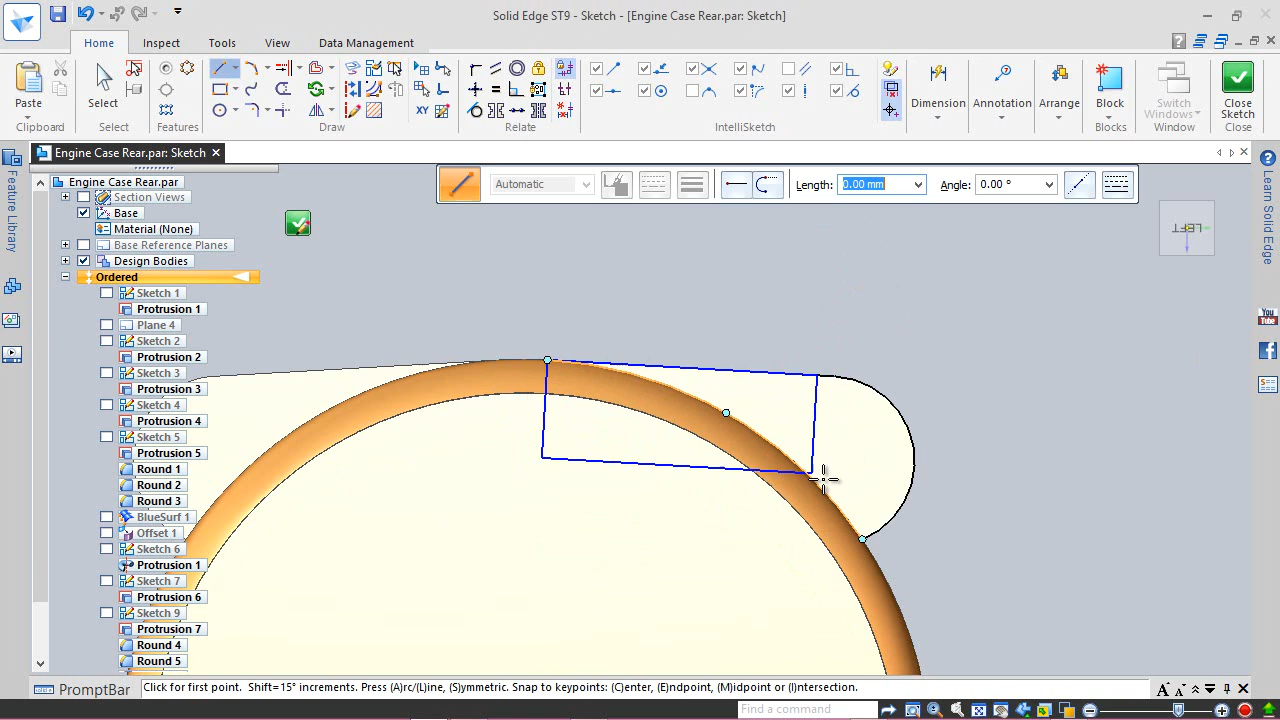 Solid Edge ST9 - Sketch - [Engine Case Rear.par: Sketch]
Home Inspect Tools View Data Management
Paste
Select
Dimension
Annotation
Arrange
Block
Switch Windows
Close Sketch
XY
Clipboard Select Features Draw Relate IntelliSketch Blocks Window Close
Engine Case Rear.par: Sketch
Feature Library
Engine Case Rear.par
Section Views
Base
Material (None)
Base Reference Planes
Design Bodies
Ordered
Sketch 1
Protrusion 1
Plane 4
Sketch 2
Protrusion 2
Sketch 3
Protrusion 3
Sketch 4
Protrusion 4
Sketch 5
Protrusion 5
Round 1
Round 2
Round 3
BlueSurf 1
Offset 1
Sketch 6
Protrusion 1
Sketch 7
Protrusion 6
Sketch 9
Protrusion 7
Round 4
Round 5
Automatic
Length: 0.00 mm
Angle: 0.00 °
LEFT
Learn Solid Edge
You Tube
PromptBar
Click for first point.  Shift=15° increments.  Press (A)rc/(L)ine, (S)ymmetric.  Snap to keypoints: (C)enter, (E)ndpoint, (M)idpoint or (I)ntersection.
Find a command